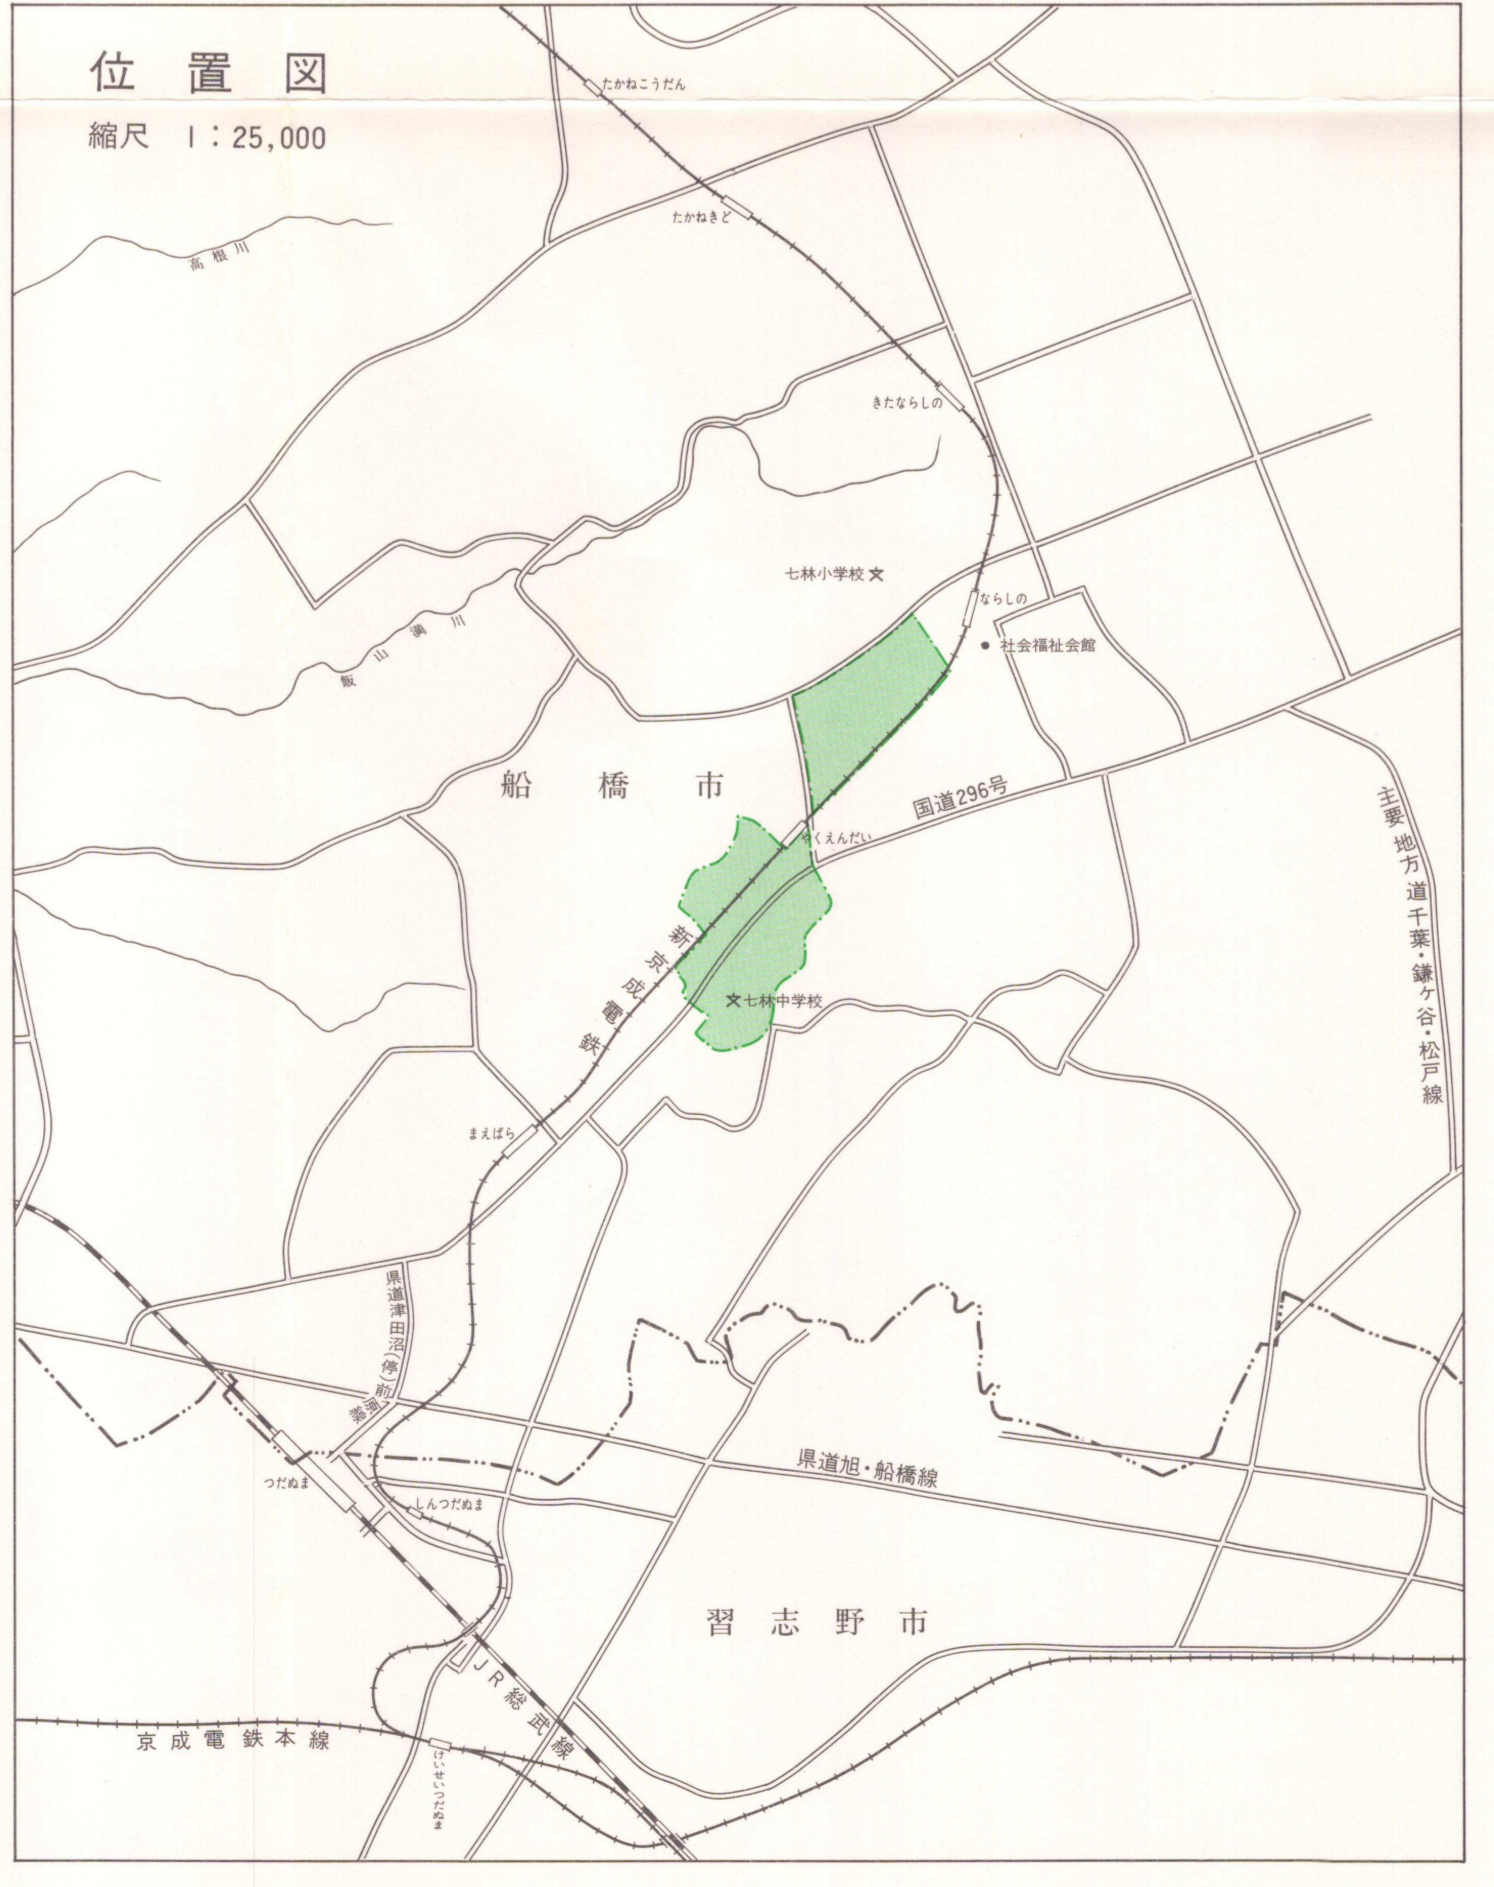 位置図
縮尺 1:25,000
たかねこうだん
たかねきど
高根川
きたならしの
七林小学校
ならしの
社会福祉会館
飯山満川
船橋市
国道296号
主要地方道千葉・鎌ヶ谷・松戸線
やくえんだい
新京成電鉄
七林中学校
まえばら
県道津田沼(停)前原線
県道旭・船橋線
つだぬま
しんつだぬま
習志野市
JR総武線
京成電鉄本線
けいせいつだぬま